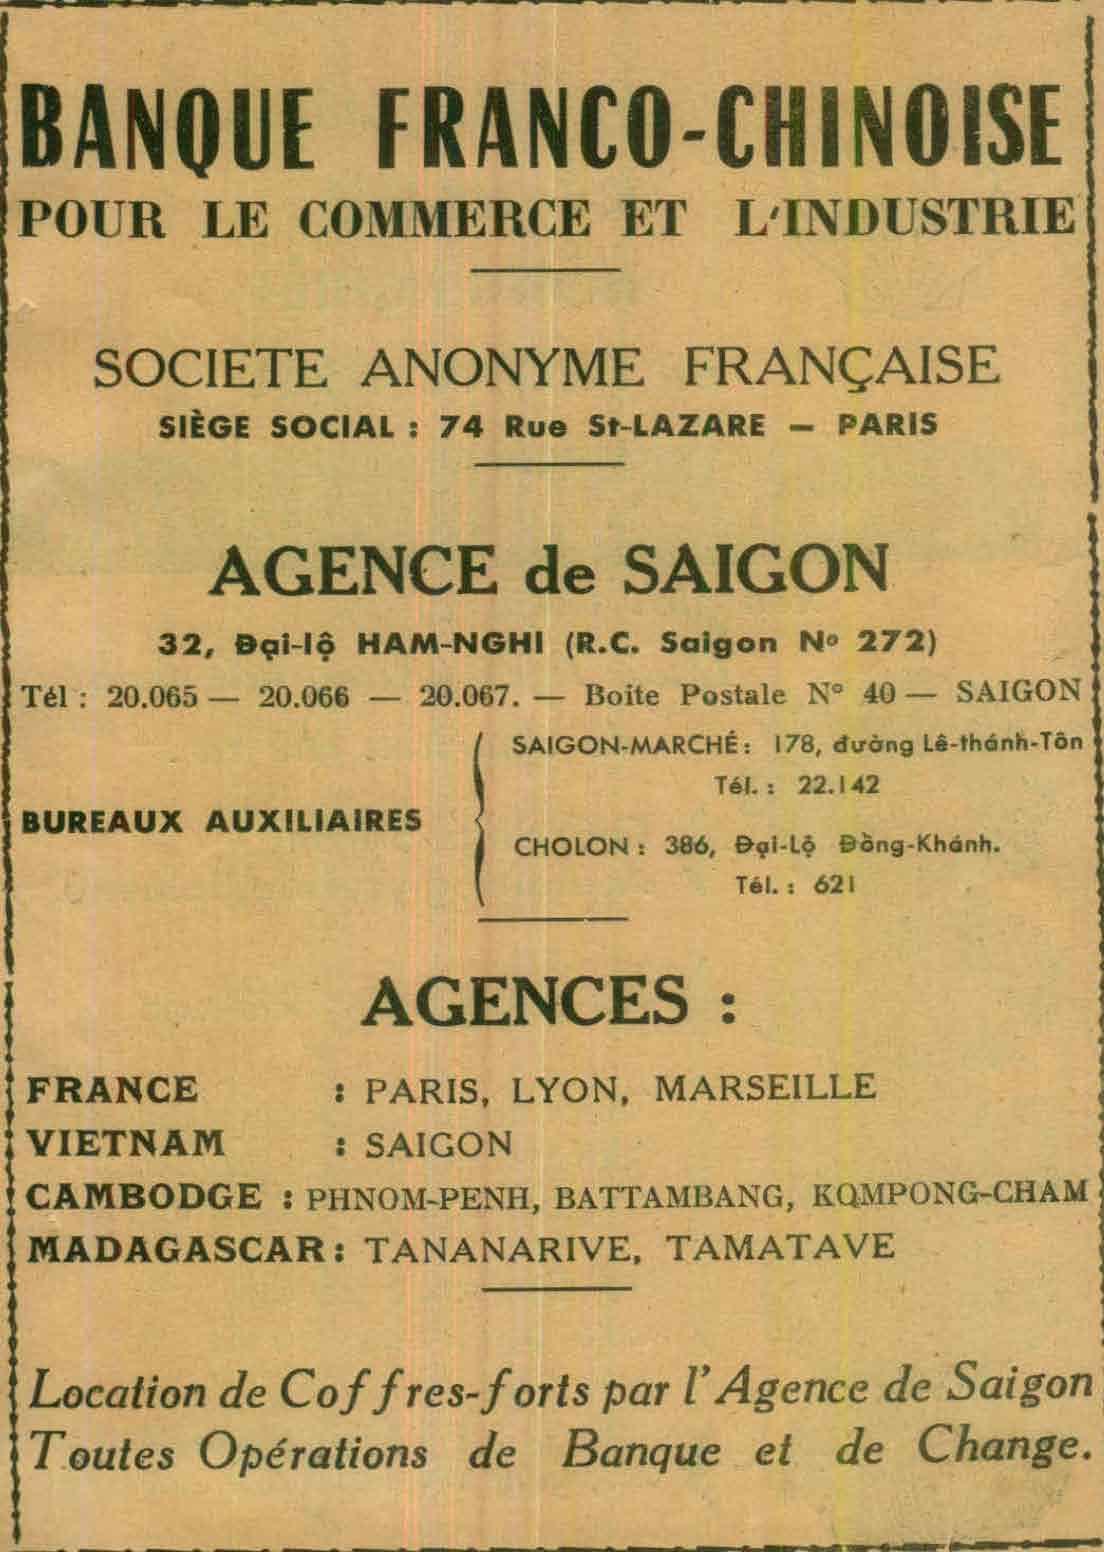 BANQUE FRANCO-CHINOISE
POUR LE COMMERCE ET L'INDUSTRIE
SOCIETE ANONYME FRANÇAISE
SIÈGE SOCIAL : 74 Rue St-LAZARE — PARIS
AGENCE de SAIGON
32, Đại-lộ HAM-NGHI (R.C. Saigon N° 272)
Tél : 20.065 — 20.066 — 20.067. — Boite Postale N° 40 — SAIGON
BUREAUX AUXILIAIRES
SAIGON-MARCHÉ : 178, đường Lê-thánh-Tôn
Tél. : 22.142
CHOLON : 386, Đại-Lộ Đồng-Khánh.
Tél. : 621
AGENCES :
FRANCE : PARIS, LYON, MARSEILLE
VIETNAM : SAIGON
CAMBODGE : PHNOM-PENH, BATTAMBANG, KOMPONG-CHAM
MADAGASCAR : TANANARIVE, TAMATAVE
Location de Coffres-forts par l'Agence de Saigon
Toutes Opérations de Banque et de Change.